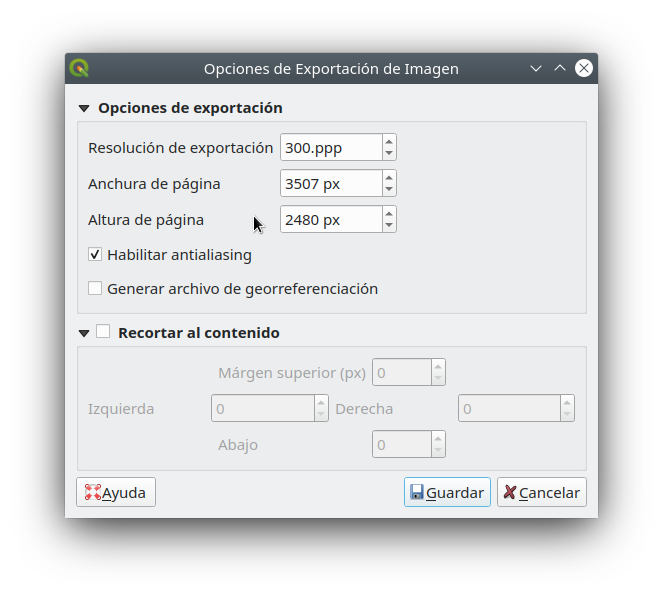 Opciones de Exportación de Imagen
Opciones de exportación
Resolución de exportación 300.ppp
Anchura de página 3507 px
Altura de página 2480 px
Habilitar antialiasing
Generar archivo de georreferenciación
Recortar al contenido
Márgen superior (px) 0
Izquierda 0 Derecha 0
Abajo 0
Ayuda Guardar Cancelar